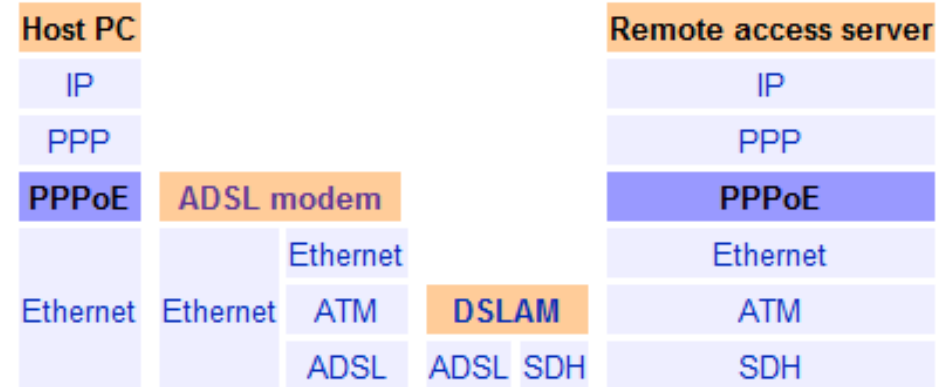 Host PC Remote access server
IP IP
PPP PPP
PPPoE ADSL modem PPPoE
Ethernet Ethernet
Ethernet Ethernet ATM DSLAM ATM
ADSL ADSL SDH SDH